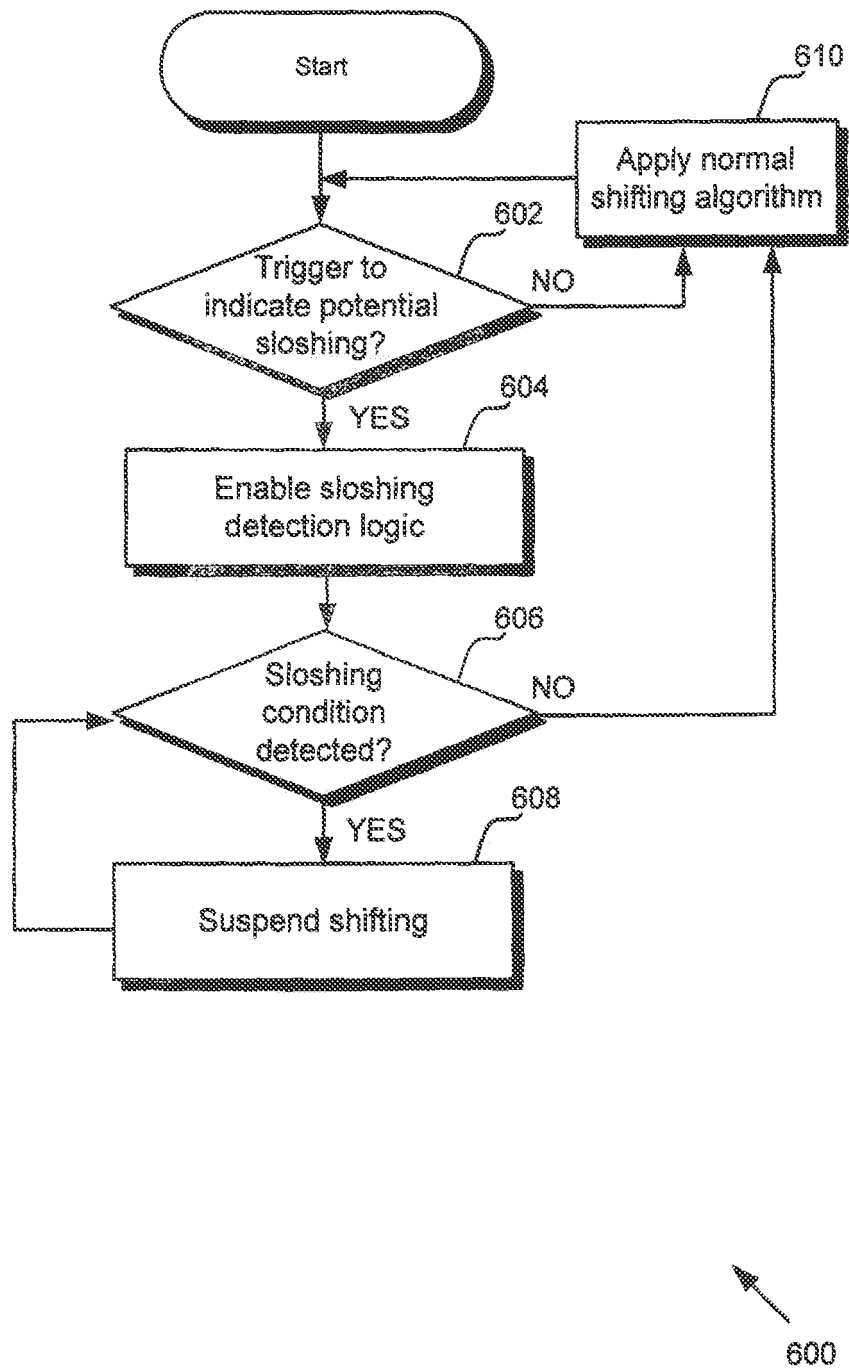 Start
610
Apply normal
shifting algorithm
602
Trigger to
indicate potential
sloshing?
NO
YES
604
Enable sloshing
detection logic
606
Sloshing
condition
detected?
NO
YES
608
Suspend shifting
600